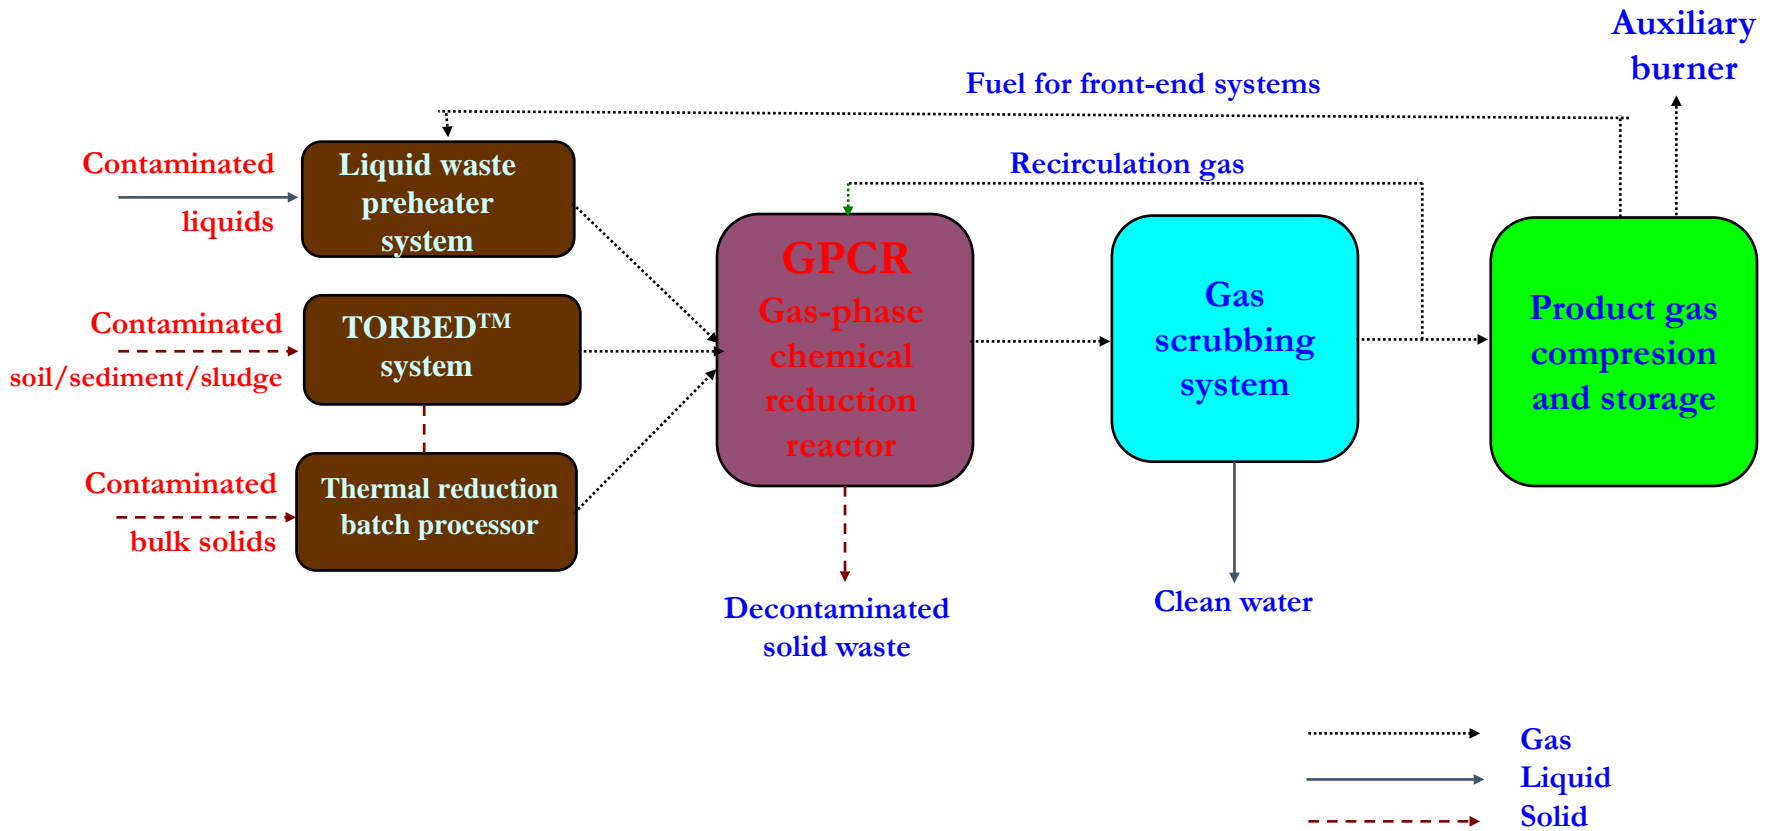 Auxiliary
burner
Fuel for front-end systems
Recirculation gas
Contaminated
liquids
Liquid waste
preheater
system
Contaminated
soil/sediment/sludge
TORBED™
system
Contaminated
bulk solids
Thermal reduction
batch processor
GPCR
Gas-phase
chemical
reduction
reactor
Gas
scrubbing
system
Product gas
compresion
and storage
Decontaminated
solid waste
Clean water
Gas
Liquid
Solid